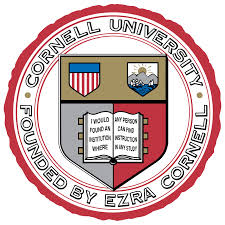 CORNELL UNIVERSITY
FOUNDED BY EZRA CORNELL
I WOULD
FOUND AN
INSTITUTION
WHERE
ANY PERSON
CAN FIND
INSTRUCTION
IN ANY STUDY